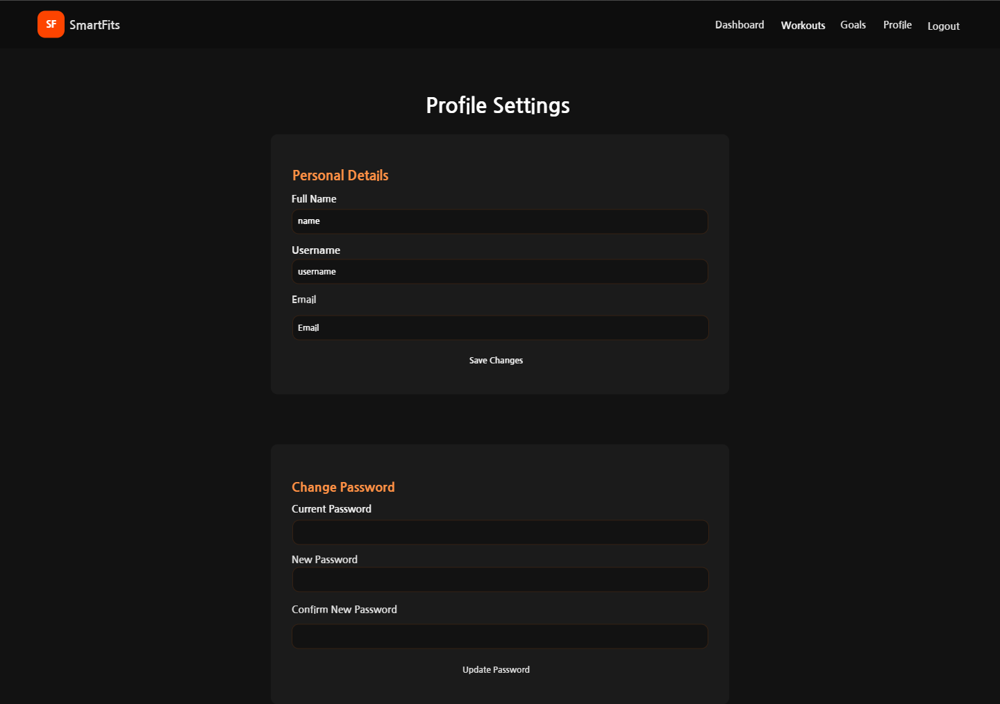 SF SmartFits Dashboard Workouts Goals Profile Logout
Profile Settings
Personal Details
Full Name
name
Username
username
Email
Email
Save Changes
Change Password
Current Password
New Password
Confirm New Password
Update Password